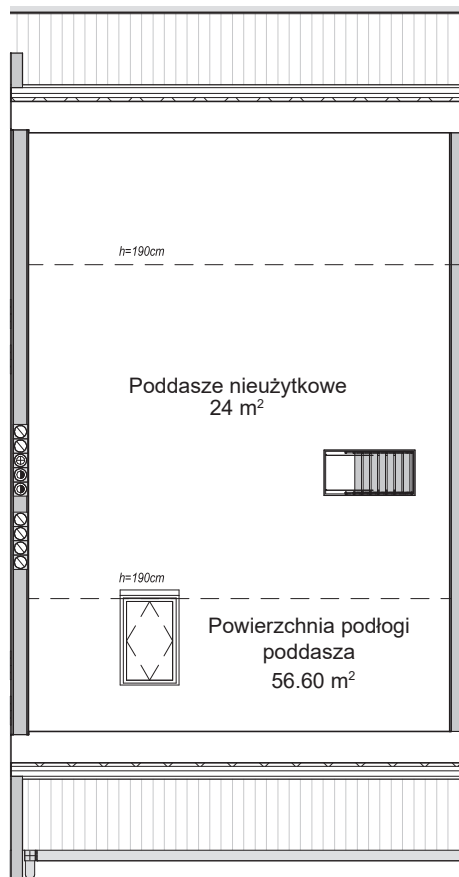 h=190cm
Poddasze nieużytkowe
24 m²
h=190cm
Powierzchnia podłogi
poddasza
56.60 m²